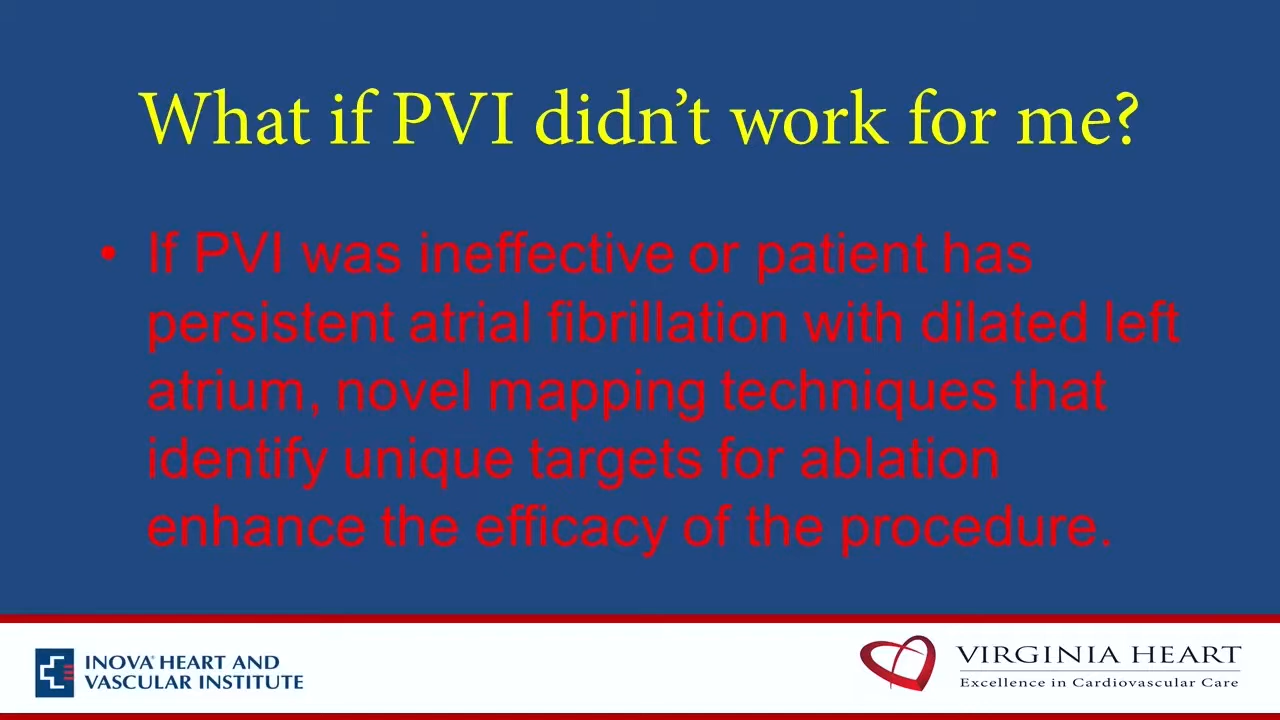 What if PVI didn’t work for me?
• If PVI was ineffective or patient has
persistent atrial fibrillation with dilated left
atrium, novel mapping techniques that
identify unique targets for ablation
enhance the efficacy of the procedure.
INOVA® HEART AND
VASCULAR INSTITUTE
VIRGINIA HEART
Excellence in Cardiovascular Care